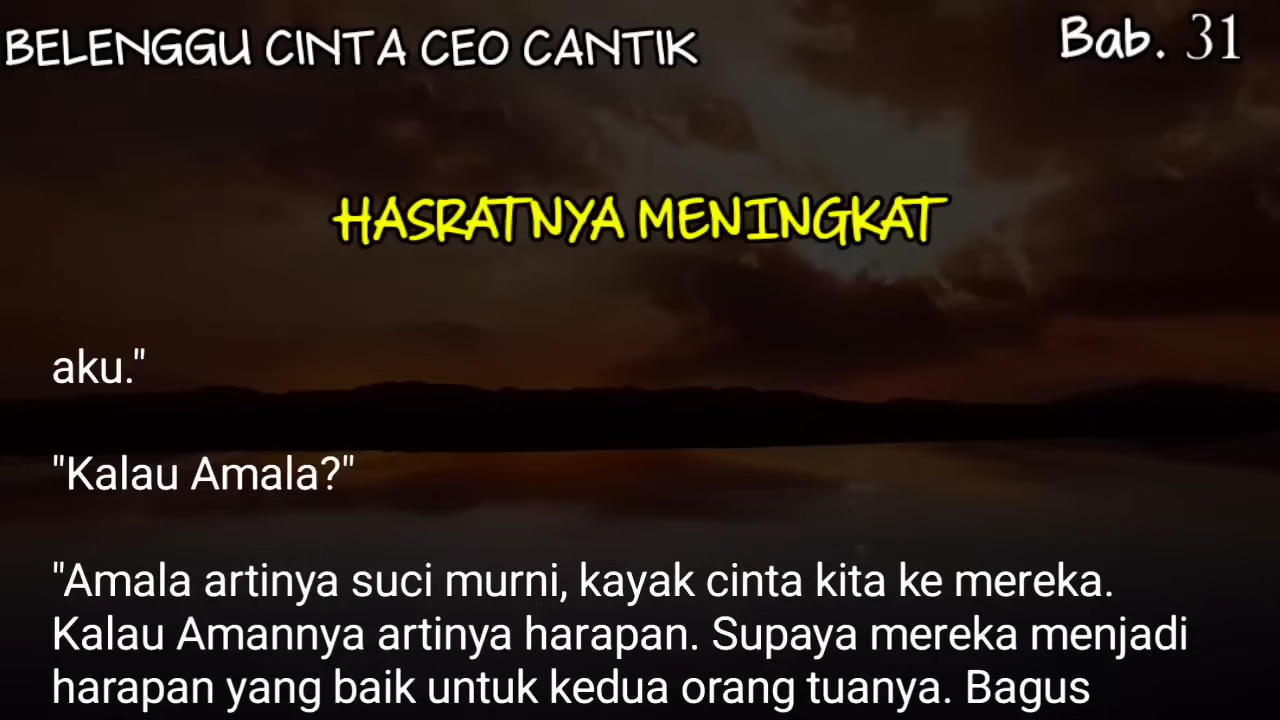 BELENGGU CINTA CEO CANTIK
Bab. 31
HASRATNYA MENINGKAT
aku."
"Kalau Amala?"
"Amala artinya suci murni, kayak cinta kita ke mereka.
Kalau Amannya artinya harapan. Supaya mereka menjadi
harapan yang baik untuk kedua orang tuanya. Bagus